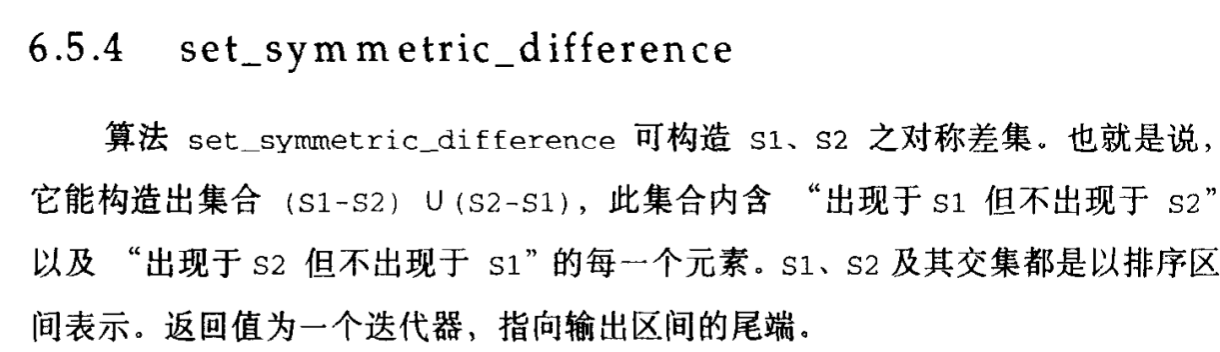 6.5.4 set_symmetric_difference
算法 set_symmetric_difference 可构造 S1、S2 之对称差集。也就是说，
它能构造出集合 (S1-S2) ∪(S2-S1)，此集合内含 “出现于 S1 但不出现于 S2”
以及 “出现于 S2 但不出现于 S1”的每一个元素。S1、S2 及其交集都是以排序区
间表示。返回值为一个迭代器，指向输出区间的尾端。